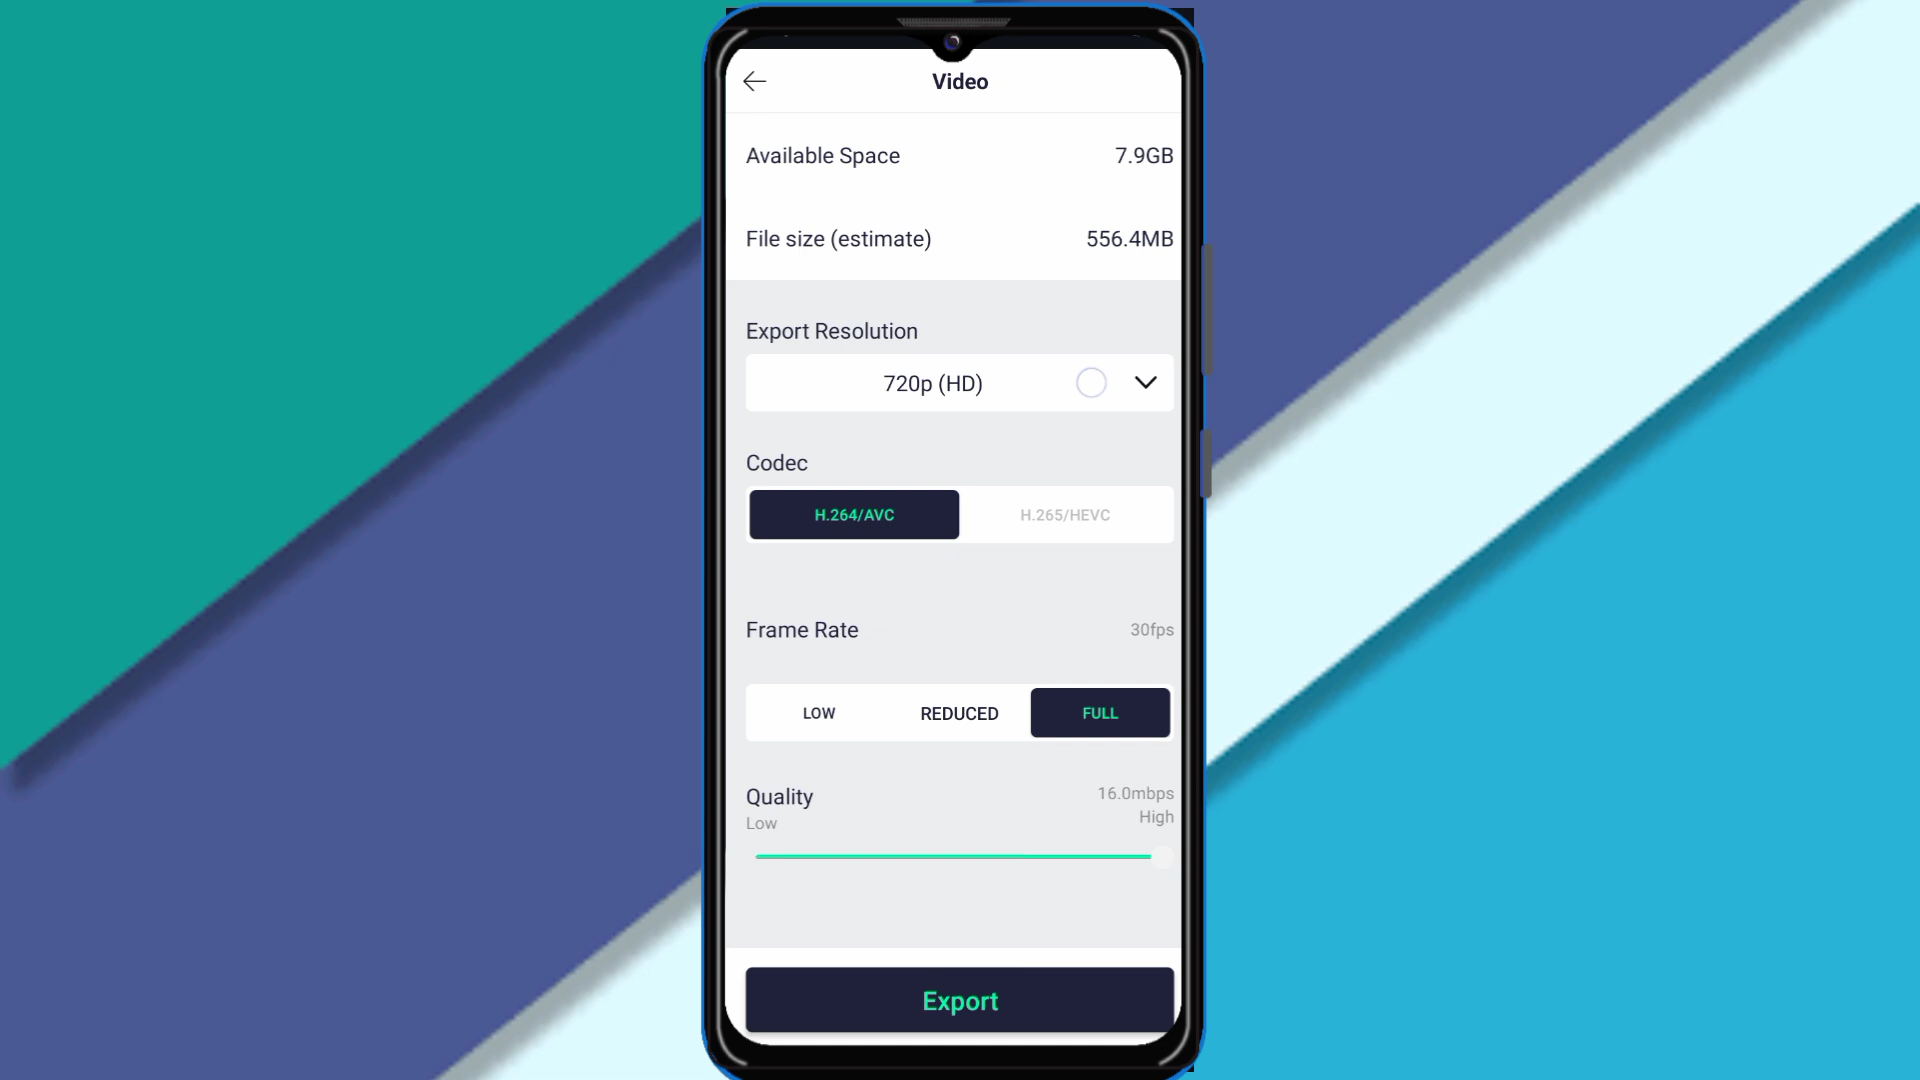 Video
Available Space 7.9GB
File size (estimate) 556.4MB
Export Resolution
720p (HD)
Codec
H.264/AVC H.265/HEVC
Frame Rate 30fps
LOW REDUCED FULL
Quality 16.0mbps
Low High
Export